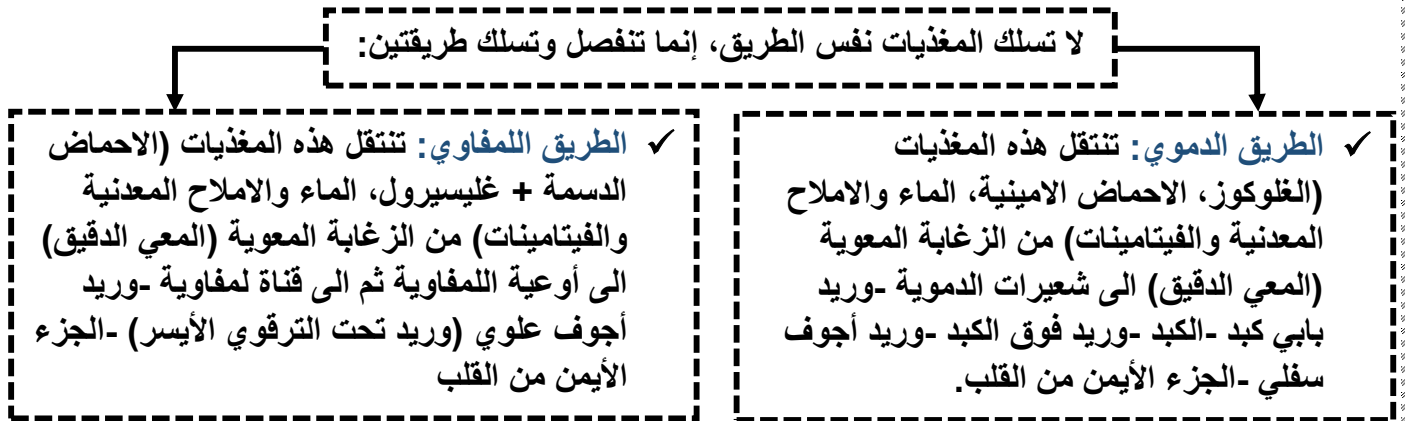 لا تسلك المغذيات نفس الطريق، إنما تنفصل وتسلك طريقتين:
✓ الطريق الدموي: تنتقل هذه المغذيات
(الغلوكوز، الاحماض الامينية، الماء والاملاح
المعدنية والفيتامينات) من الزغابة المعوية
(المعي الدقيق) الى شعيرات الدموية -وريد
بابي كبد -الكبد -وريد فوق الكبد -وريد أجوف
سفلي -الجزء الأيمن من القلب.
✓ الطريق اللمفاوي: تنتقل هذه المغذيات (الاحماض
الدسمة + غليسيرول، الماء والاملاح المعدنية
والفيتامينات) من الزغابة المعوية (المعي الدقيق)
الى أوعية اللمفاوية ثم الى قناة لمفاوية -وريد
أجوف علوي (وريد تحت الترقوي الأيسر) -الجزء
الأيمن من القلب